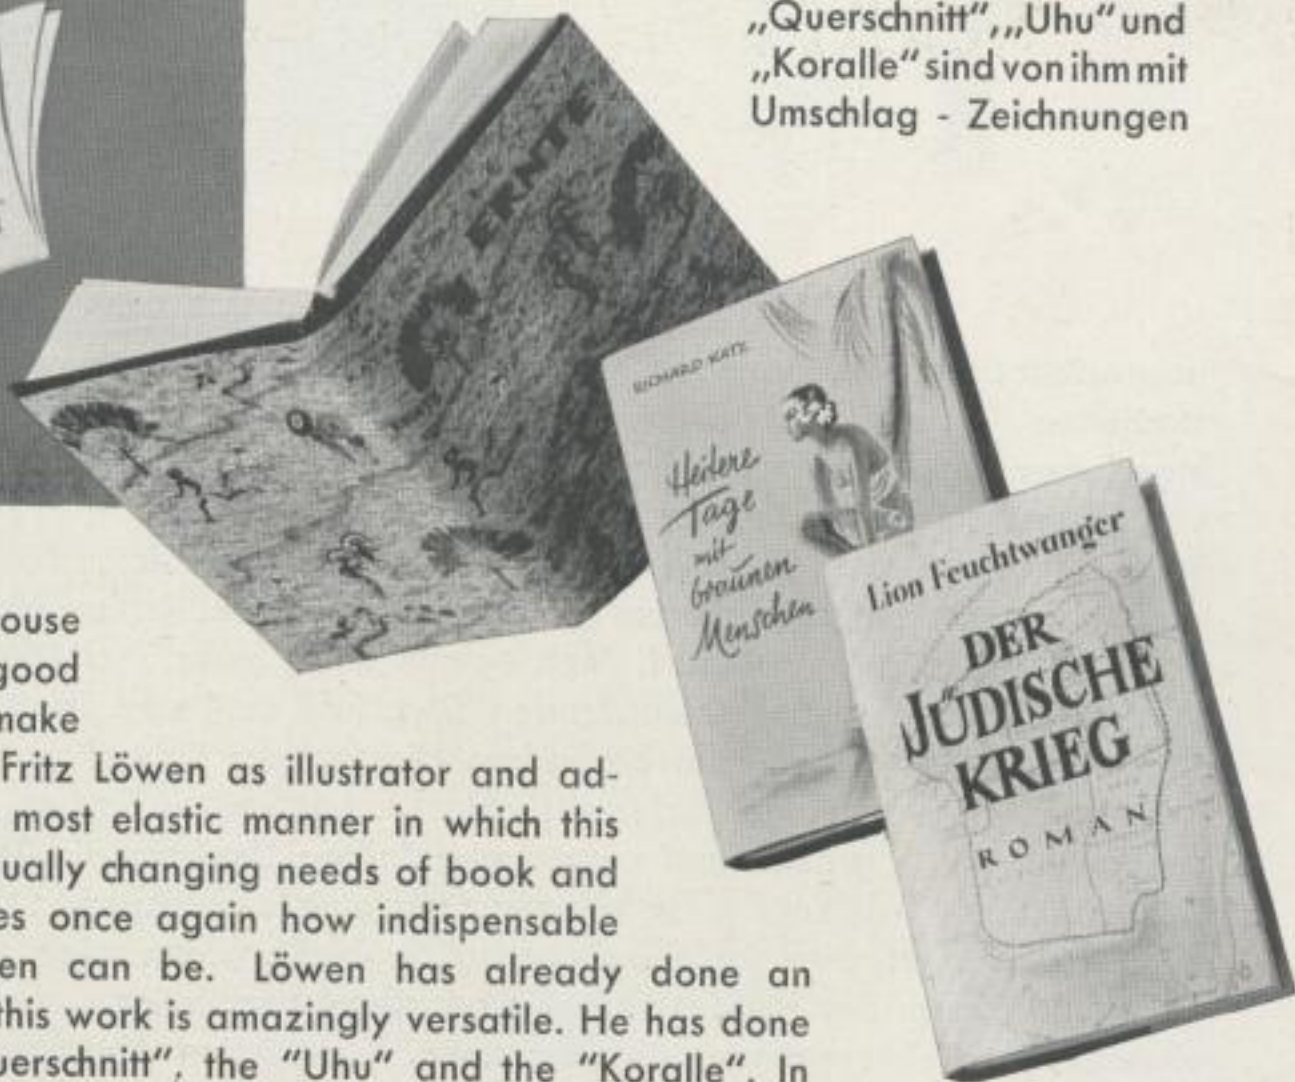 „Querschnitt“, „Uhu“ und
„Koralle“ sind von ihm mit
Umschlag - Zeichnungen
ERNTE
RICHARD KATZ
Heitere
Tage
mit
braunen
Menschen
Lion Feuchtwanger
DER
JÜDISCHE
KRIEG
ROMAN
ouse
good
make
Fritz Löwen as illustrator and ad-
most elastic manner in which this
ually changing needs of book and
es once again how indispensable
en can be. Löwen has already done an
this work is amazingly versatile. He has done
uerschnitt“, the “Uhu“ and the “Koralle“. In